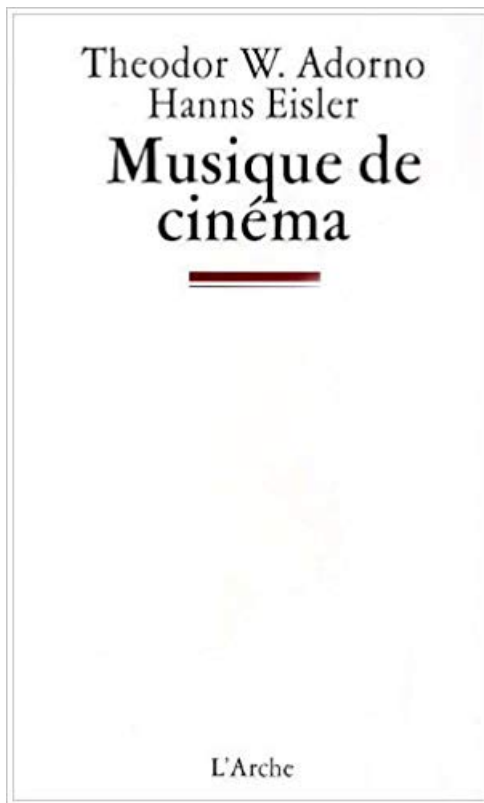 Theodor W. Adorno
Hanns Eisler
Musique de
cinéma
L'Arche